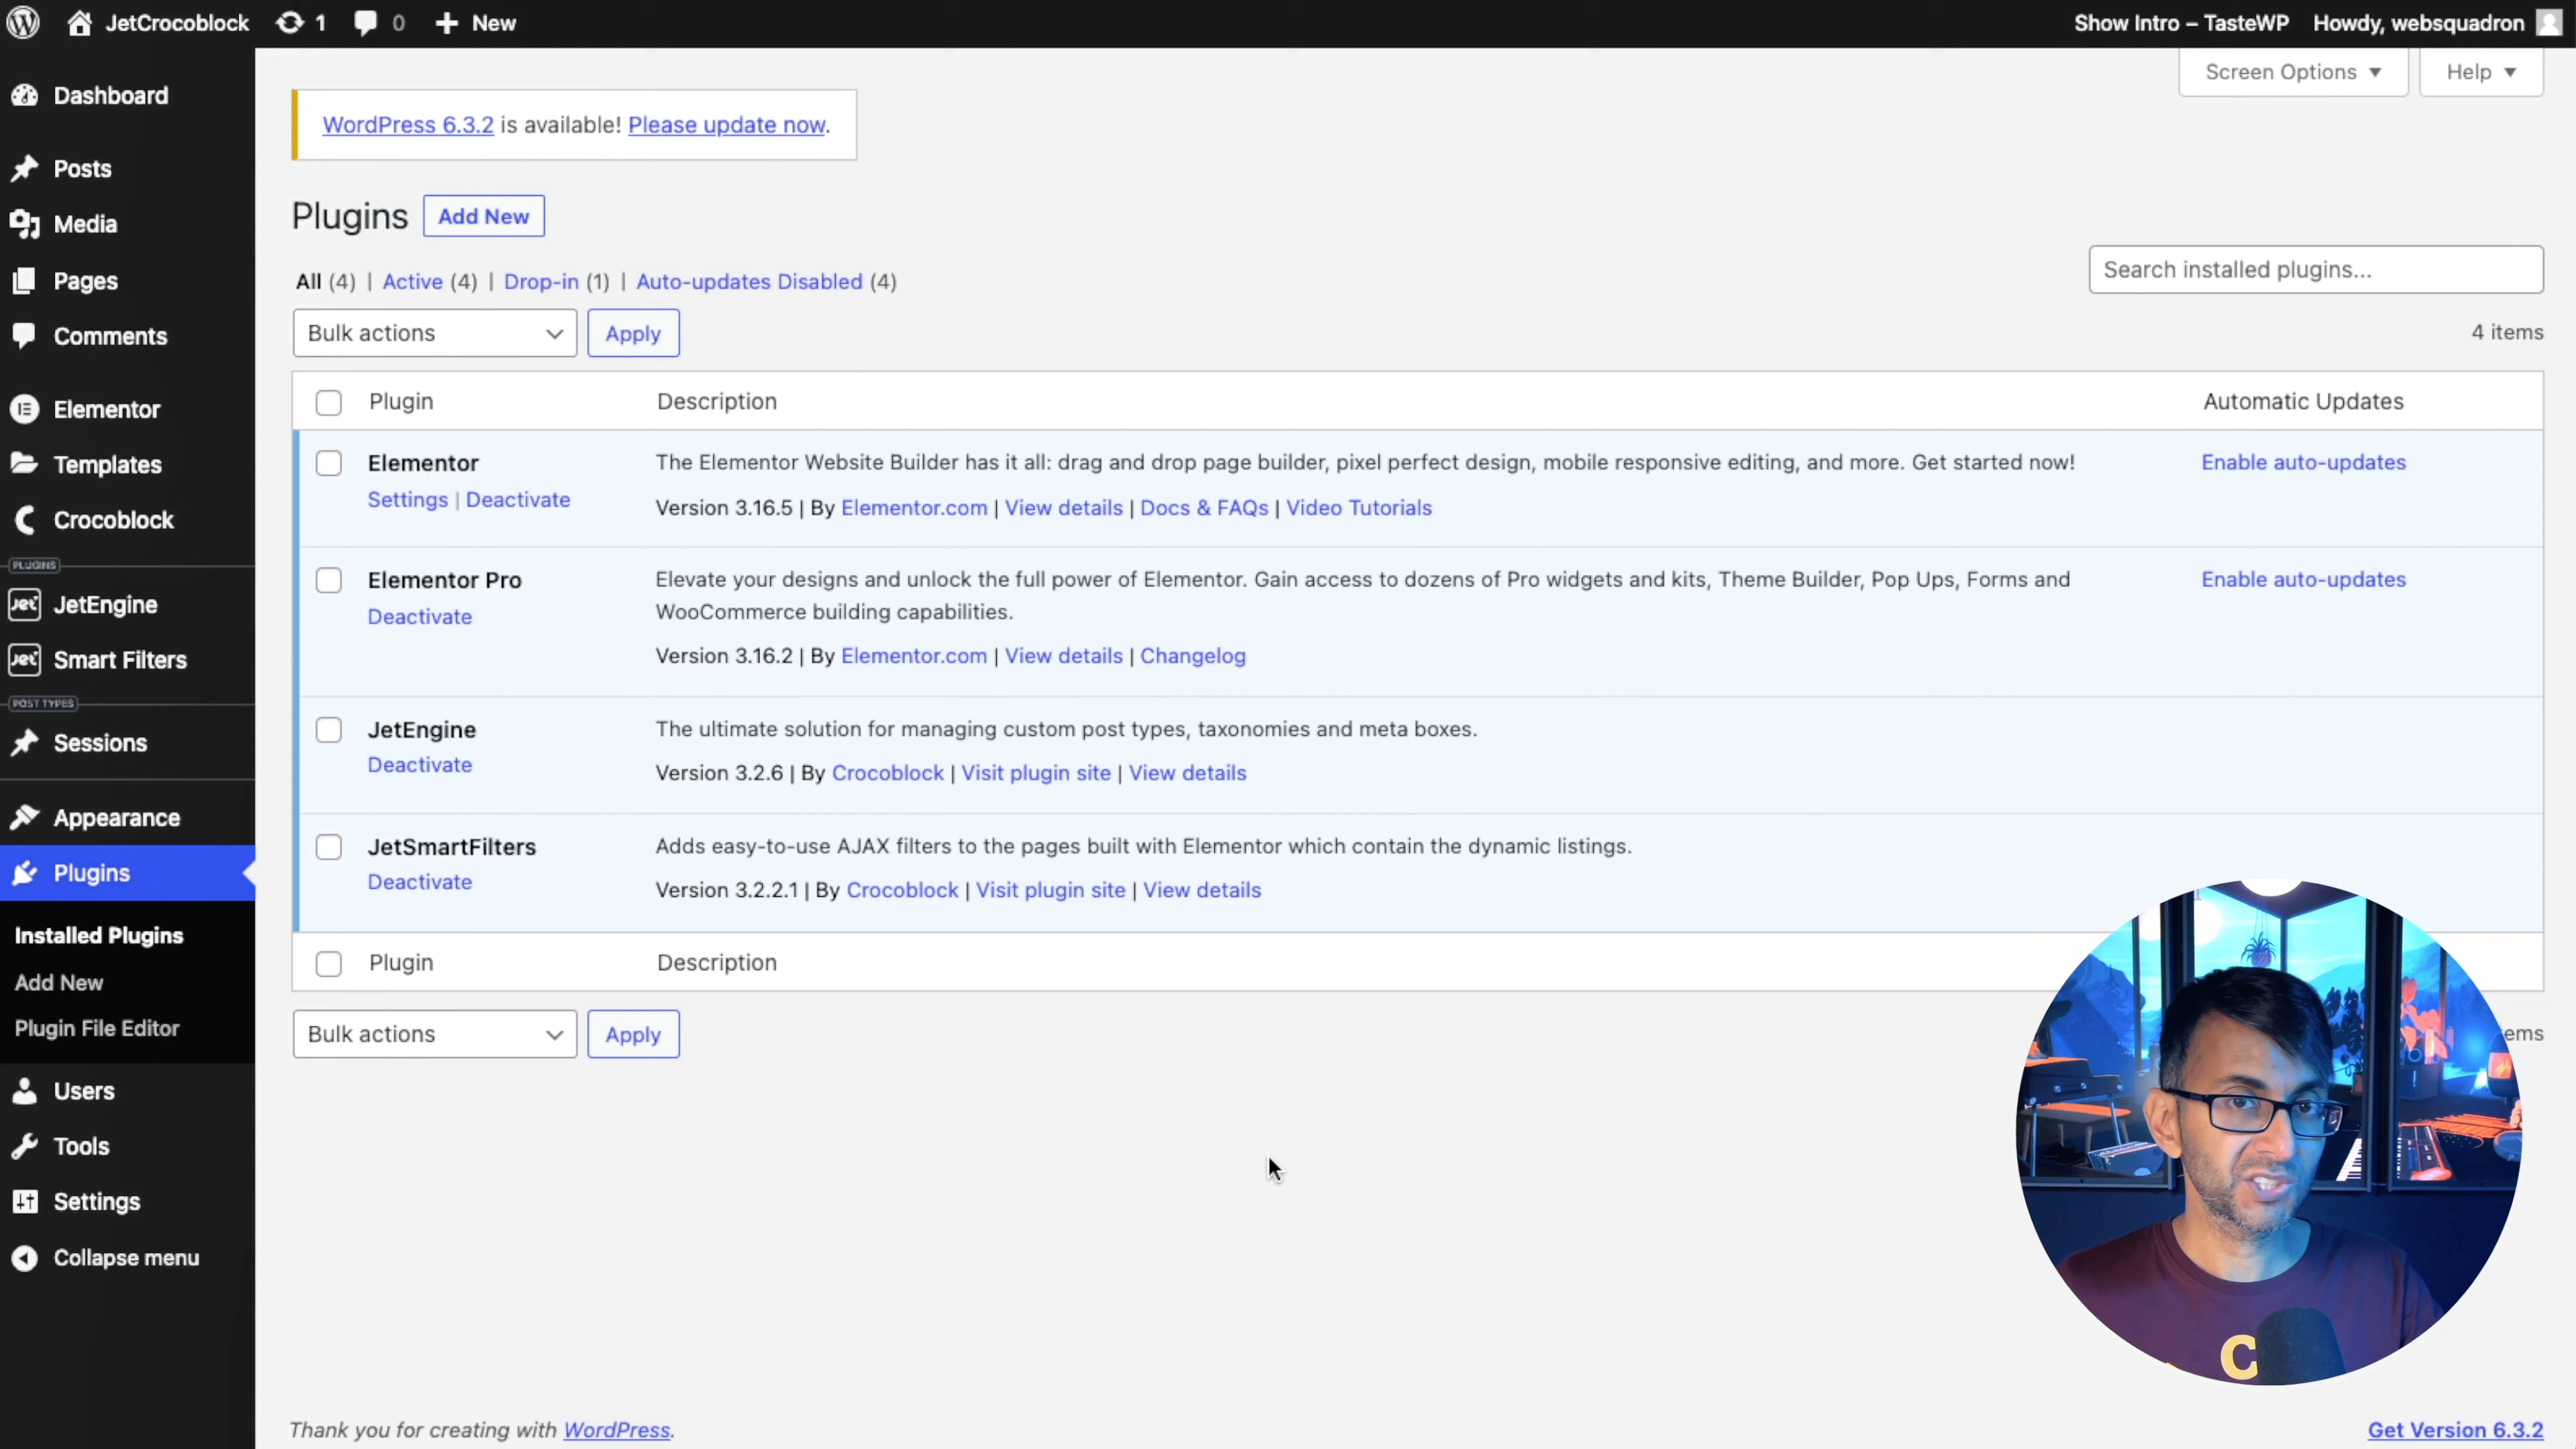 JetCrocoblock 1 0 New
Show Intro – TasteWP Howdy, websquadron
Screen Options Help
Dashboard
Posts
Media
Pages
Comments
Elementor
Templates
Crocoblock
PLUGINS
JetEngine
Smart Filters
POST TYPES
Sessions
Appearance
Plugins
Installed Plugins
Add New
Plugin File Editor
Users
Tools
Settings
Collapse menu
WordPress 6.3.2 is available! Please update now.
Plugins Add New
All (4) | Active (4) | Drop-in (1) | Auto-updates Disabled (4)
Search installed plugins...
Bulk actions Apply
4 items
Plugin Description Automatic Updates
Elementor
Settings | Deactivate
The Elementor Website Builder has it all: drag and drop page builder, pixel perfect design, mobile responsive editing, and more. Get started now!
Version 3.16.5 | By Elementor.com | View details | Docs & FAQs | Video Tutorials
Enable auto-updates
Elementor Pro
Deactivate
Elevate your designs and unlock the full power of Elementor. Gain access to dozens of Pro widgets and kits, Theme Builder, Pop Ups, Forms and
WooCommerce building capabilities.
Version 3.16.2 | By Elementor.com | View details | Changelog
Enable auto-updates
JetEngine
Deactivate
The ultimate solution for managing custom post types, taxonomies and meta boxes.
Version 3.2.6 | By Crocoblock | Visit plugin site | View details
JetSmartFilters
Deactivate
Adds easy-to-use AJAX filters to the pages built with Elementor which contain the dynamic listings.
Version 3.2.2.1 | By Crocoblock | Visit plugin site | View details
Plugin Description
Bulk actions Apply
ems
C
Thank you for creating with WordPress.
Get Version 6.3.2